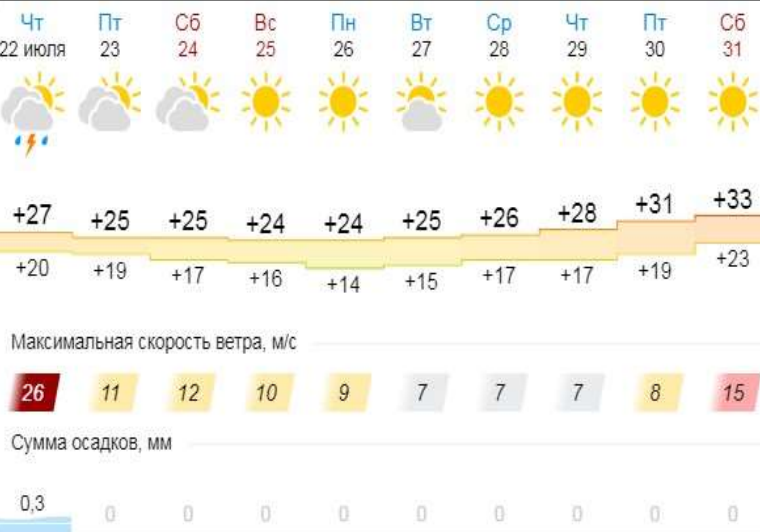 Чт Пт Сб Вс Пн Вт Ср Чт Пт Сб
22 июля 23 24 25 26 27 28 29 30 31
+27 +25 +25 +24 +24 +25 +26 +28 +31 +33
+20 +19 +17 +16 +14 +15 +17 +17 +19 +23
Максимальная скорость ветра, м/с
26 11 12 10 9 7 7 7 8 15
Сумма осадков, мм
0,3 0 0 0 0 0 0 0 0 0